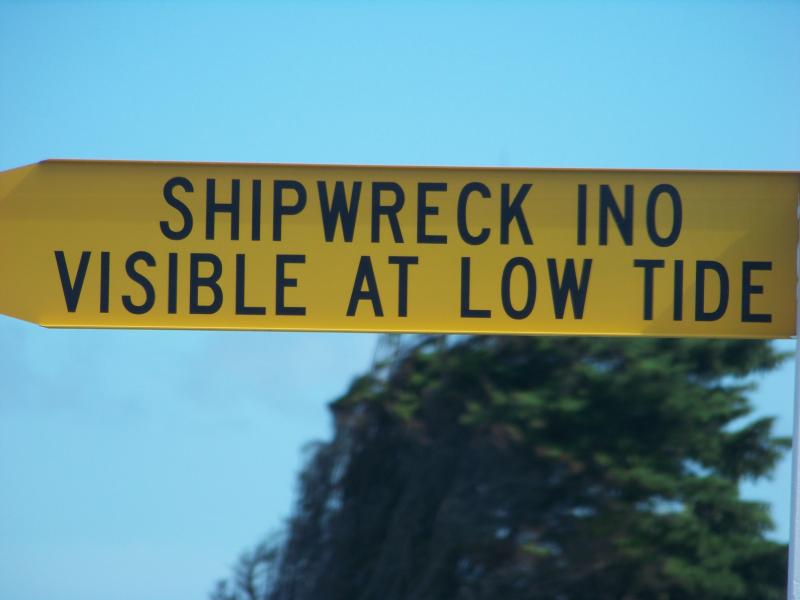 SHIPWRECK INO
VISIBLE AT LOW TIDE